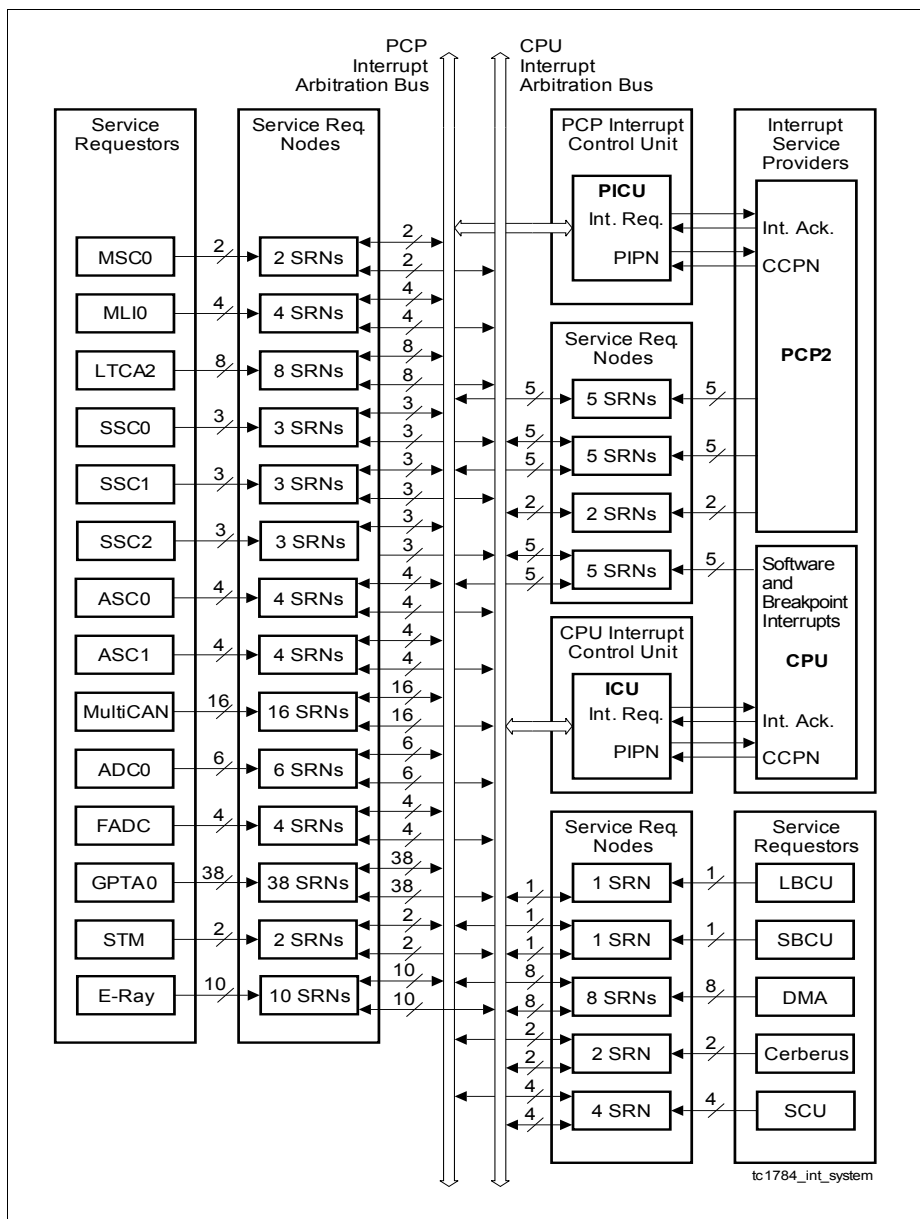 PCP
Interrupt
Arbitration Bus
CPU
Interrupt
Arbitration Bus
Service
Requestors
Service Req.
Nodes
MSC0
2
2 SRNs
2
2
MLI0
4
4 SRNs
4
4
LTCA2
8
8 SRNs
8
8
SSC0
3
3 SRNs
3
3
SSC1
3
3 SRNs
3
3
SSC2
3
3 SRNs
3
3
ASC0
4
4 SRNs
4
4
ASC1
4
4 SRNs
4
4
MultiCAN
16
16 SRNs
16
16
ADC0
6
6 SRNs
6
6
FADC
4
4 SRNs
4
4
GPTA0
38
38 SRNs
38
38
STM
2
2 SRNs
2
2
E-Ray
10
10 SRNs
10
10
PCP Interrupt
Control Unit
PICU
Int. Req.
PIPN
Interrupt
Service
Providers
Int. Ack.
CCPN
PCP2
Service Req.
Nodes
5
5 SRNs
5
5
5
5 SRNs
5
2
2 SRNs
2
5
5
5 SRNs
5
Software
and
Breakpoint
Interrupts
CPU
CPU Interrupt
Control Unit
ICU
Int. Req.
PIPN
Int. Ack.
CCPN
Service Req.
Nodes
Service
Requestors
1
1 SRN
1
LBCU
1
1
1 SRN
1
SBCU
8
8
8 SRNs
8
DMA
2
2
2 SRN
2
Cerberus
4
4
4 SRN
4
SCU
tc1784_int_system